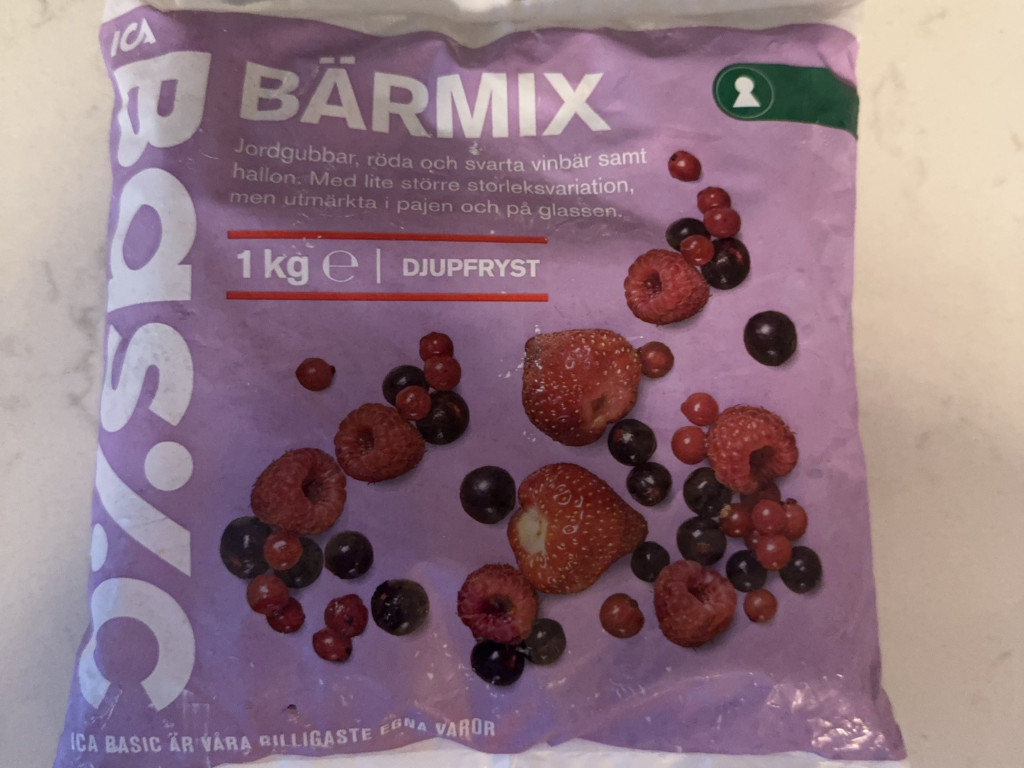 ICA
Basic
BÄRMIX
Jordgubbar, röda och svarta vinbär samt
hallon. Med lite större storleksvariation,
men utmärkta i pajen och på glassen.
1 kg ℮ | DJUPFRYST
ICA BASIC ÄR VÅRA BILLIGASTE EGNA VAROR